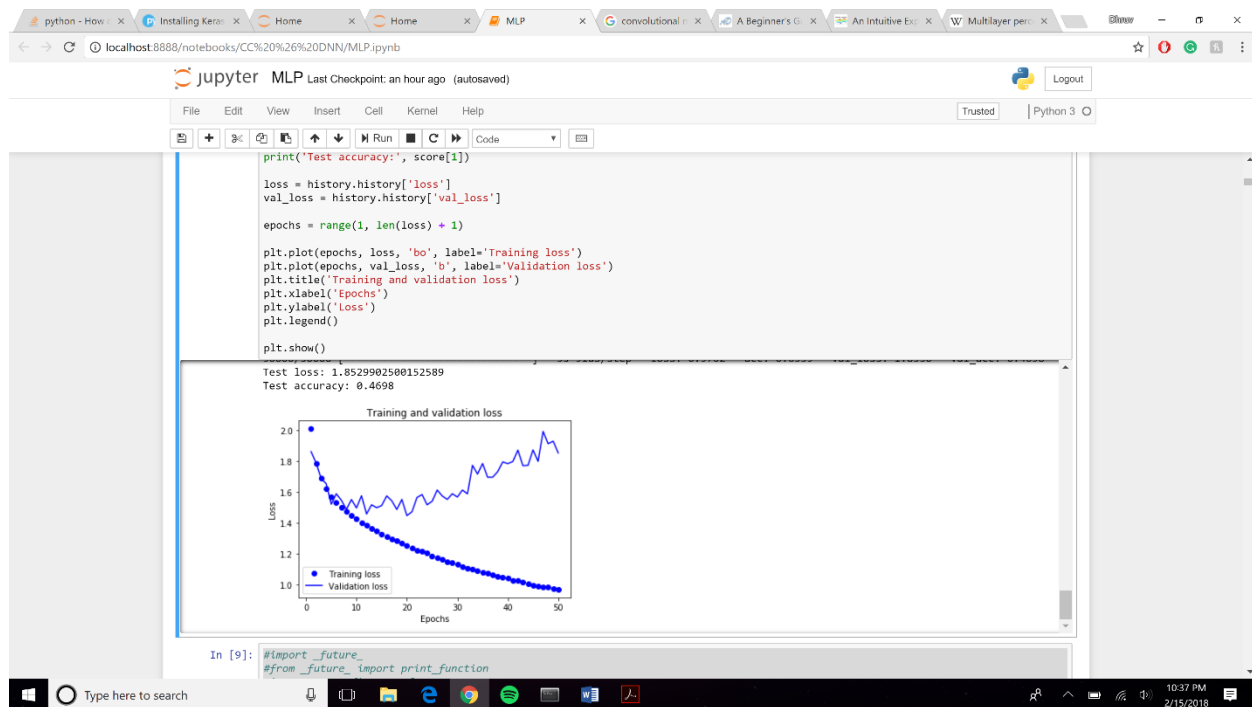 python - How
Installing Keras
Home
Home
MLP
convolutional n
A Beginner's G
An Intuitive Exp
Multilayer perc
localhost:8888/notebooks/CC%20%26%20DNN/MLP.ipynb
jupyter MLP Last Checkpoint: an hour ago (autosaved)
Logout
File Edit View Insert Cell Kernel Help
Trusted
Python 3
Run
Code
print('Test accuracy:', score[1])
loss = history.history['loss']
val_loss = history.history['val_loss']
epochs = range(1, len(loss) + 1)
plt.plot(epochs, loss, 'bo', label='Training loss')
plt.plot(epochs, val_loss, 'b', label='Validation loss')
plt.title('Training and validation loss')
plt.xlabel('Epochs')
plt.ylabel('Loss')
plt.legend()
plt.show()
Test loss: 1.8529902500152589
Test accuracy: 0.4698
Training and validation loss
2.0
1.8
1.6
1.4
1.2
1.0
Loss
Training loss
Validation loss
0 10 20 30 40 50
Epochs
In [9]:
#import _future_
#from _future_ import print_function
Type here to search
10:37 PM
2/15/2018